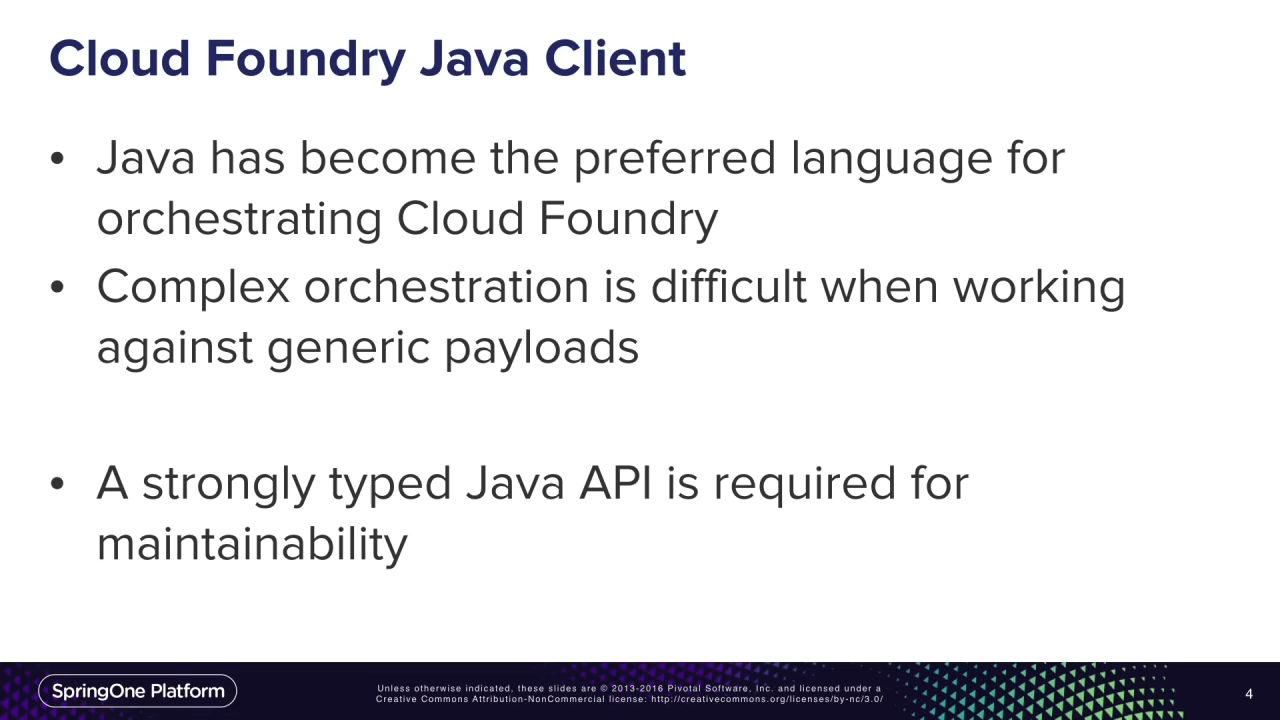 Cloud Foundry Java Client
• Java has become the preferred language for
orchestrating Cloud Foundry
• Complex orchestration is difficult when working
against generic payloads
• A strongly typed Java API is required for
maintainability
SpringOne Platform
Unless otherwise indicated, these slides are © 2013-2016 Pivotal Software, Inc. and licensed under a
Creative Commons Attribution-NonCommercial license: http://creativecommons.org/licenses/by-nc/3.0/
4